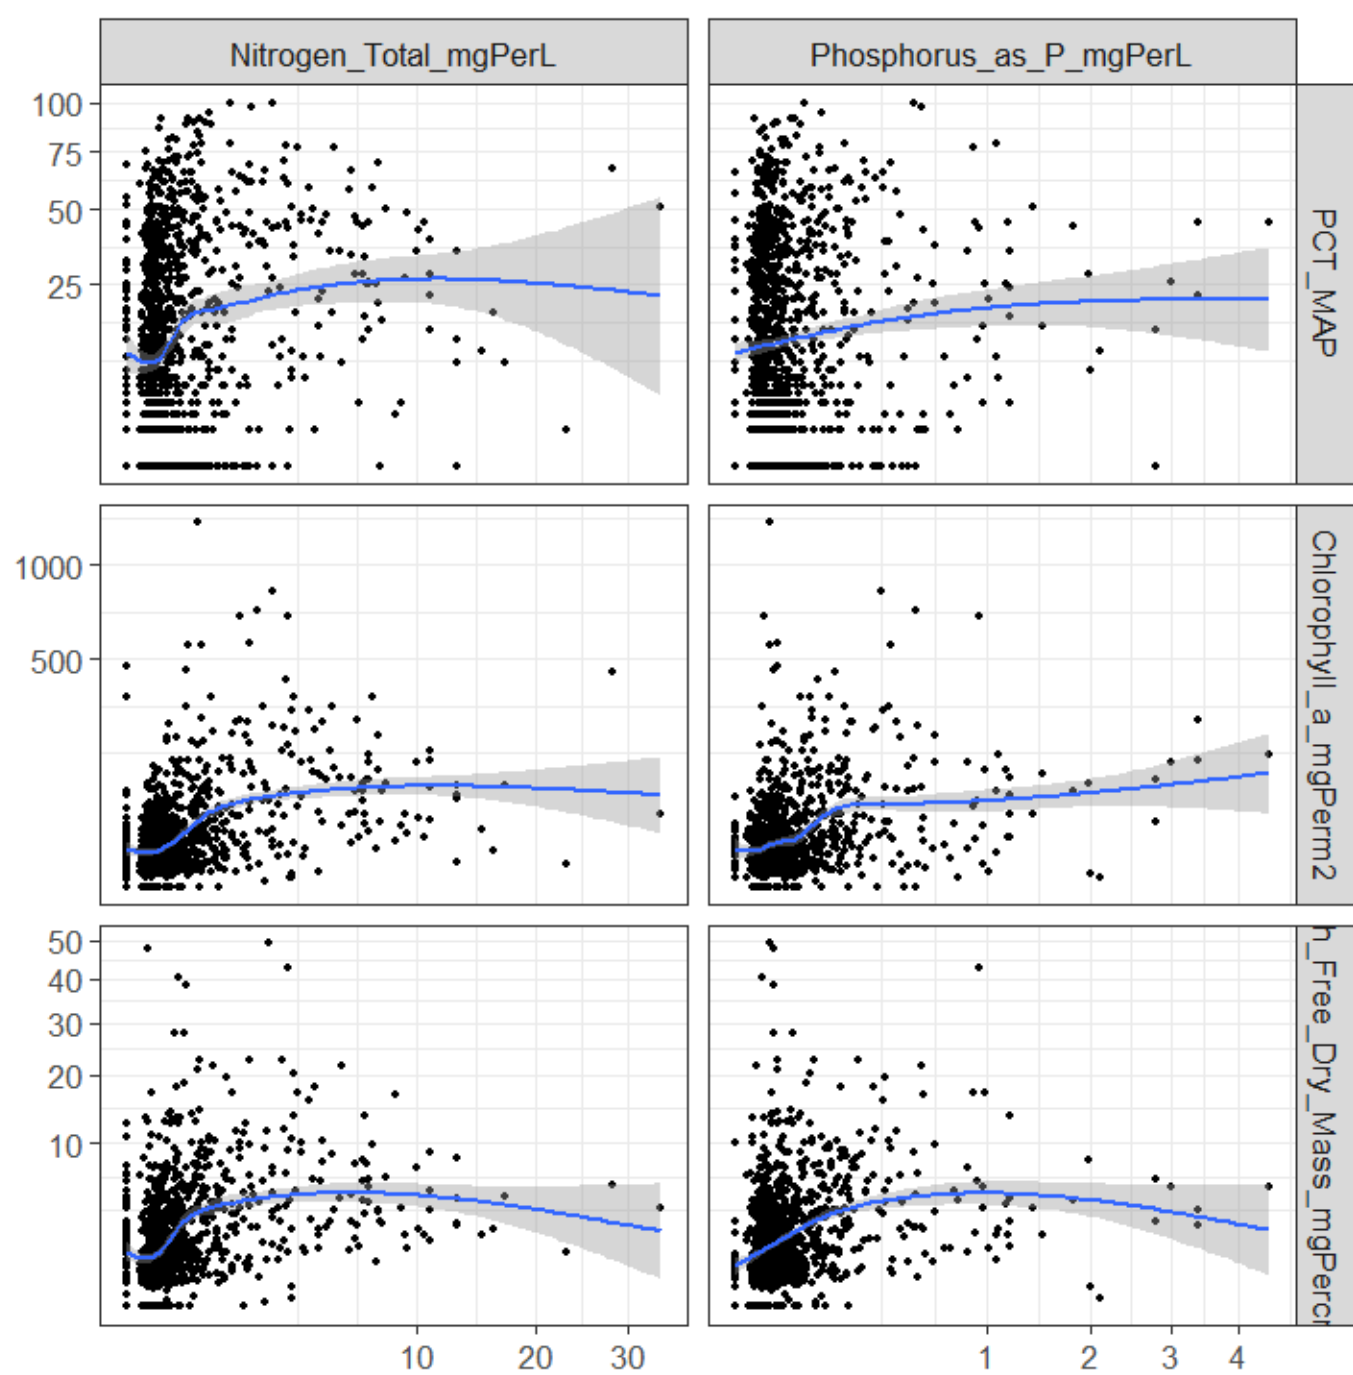 Nitrogen_Total_mgPerL Phosphorus_as_P_mgPerL
100
75
50
25
PCT_MAP
1000
500
Chlorophyll_a_mgPerm2
50
40
30
20
10
h_Free_Dry_Mass_mgPercr
10 20 30 1 2 3 4